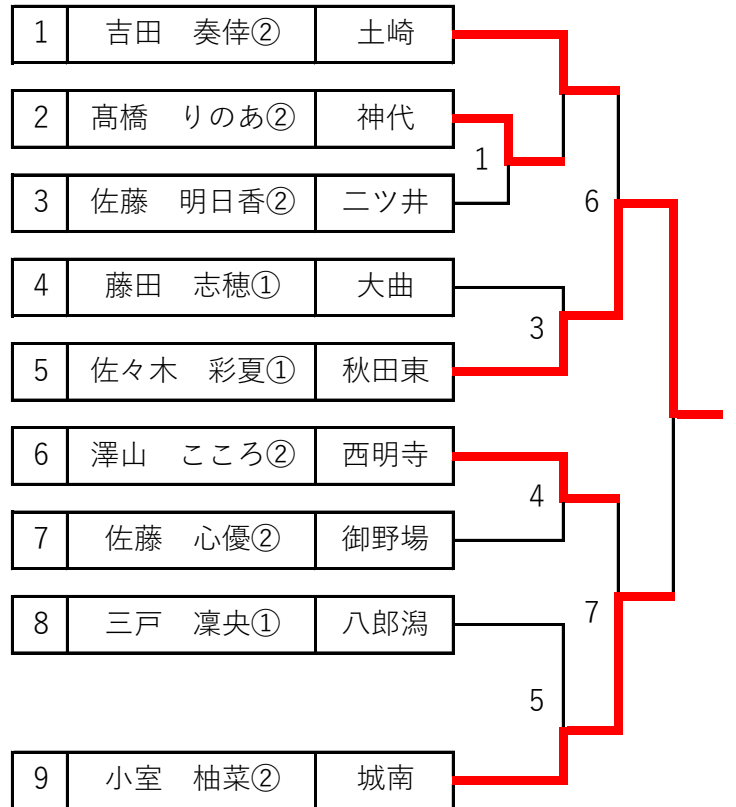 1 吉田　奏倖② 土崎
2 髙橋　りのあ② 神代
1
3 佐藤　明日香② 二ツ井
6
4 藤田　志穂① 大曲
3
5 佐々木　彩夏① 秋田東
6 澤山　こころ② 西明寺
4
7 佐藤　心優② 御野場
8 三戸　凜央① 八郎潟
7
5
9 小室　柚菜② 城南